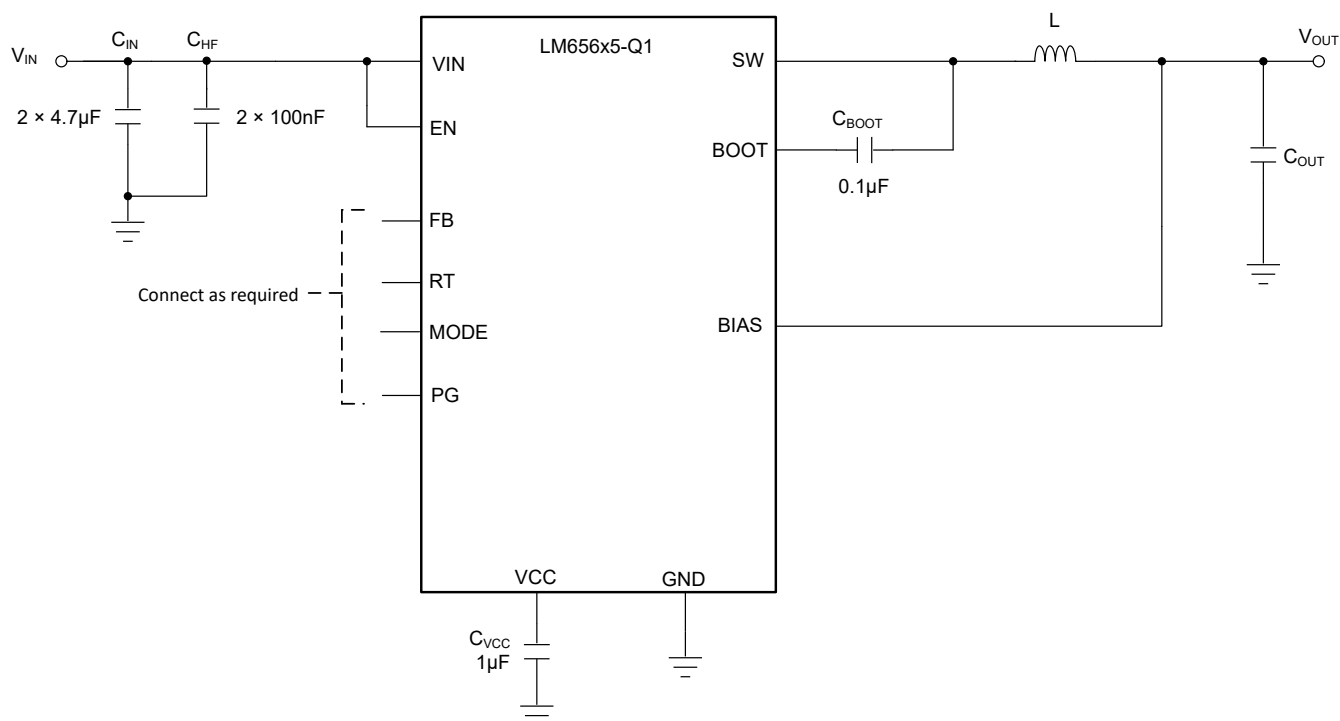 LM656x5-Q1
V_IN
C_IN
C_HF
2 × 4.7µF
2 × 100nF
VIN
EN
FB
RT
MODE
PG
Connect as required
SW
BOOT
BIAS
C_BOOT
0.1µF
L
V_OUT
C_OUT
VCC
GND
C_VCC
1µF